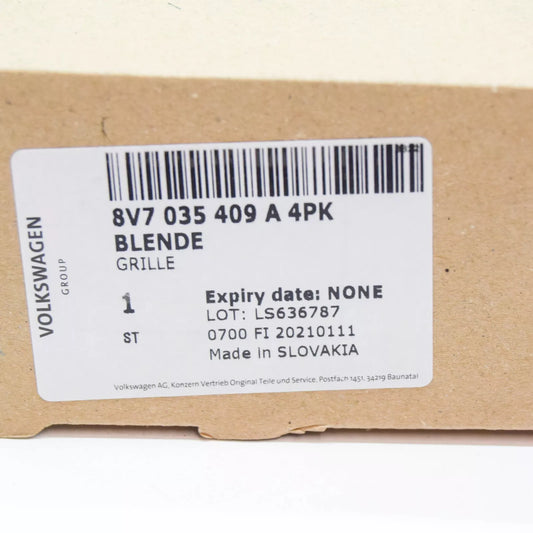 8V7 035 409 A 4PK
BLENDE
GRILLE
VOLKSWAGEN
GROUP
1
ST
Expiry date: NONE
LOT: LS636787
0700 FI 20210111
Made in SLOVAKIA
Volkswagen AG, Konzern Vertrieb Original Teile und Service, Postfach 1451, 34219 Baunatal